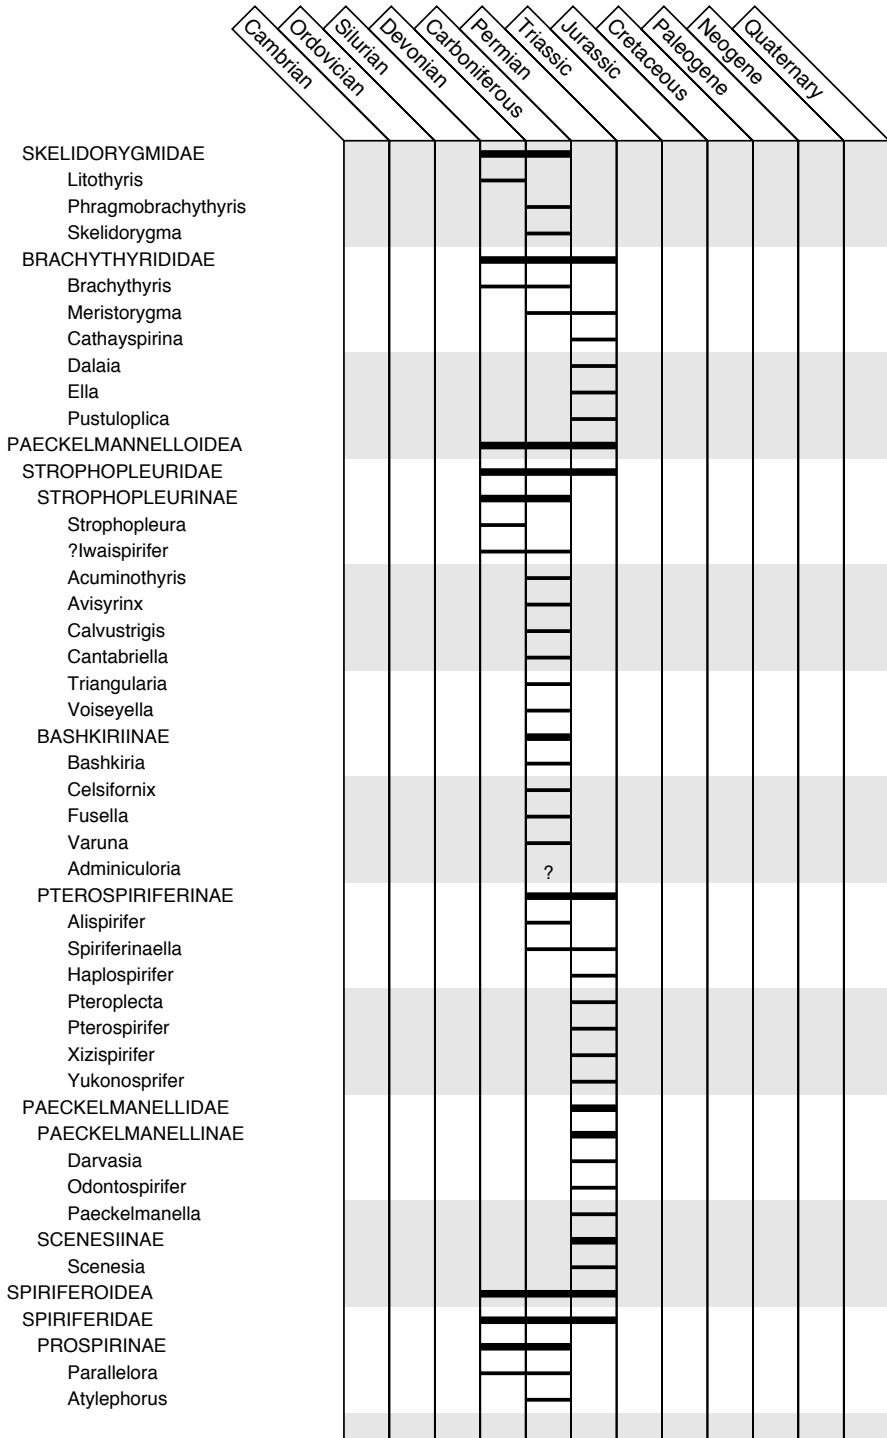 Cambrian
Ordovician
Silurian
Devonian
Carboniferous
Permian
Triassic
Jurassic
Cretaceous
Paleogene
Neogene
Quaternary
SKELIDORYGMIDAE
Litothyris
Phragmobrachythyris
Skelidorygma
BRACHYTHYRIDIDAE
Brachythyris
Meristorygma
Cathayspirina
Dalaia
Ella
Pustuloplica
PAECKELMANNELLOIDEA
STROPHOPLEURIDAE
STROPHOPLEURINAE
Strophopleura
?Iwaispirifer
Acuminothyris
Avisyrinx
Calvustrigis
Cantabriella
Triangularia
Voiseyella
BASHKIRIINAE
Bashkiria
Celsifornix
Fusella
Varuna
Adminiculoria ?
PTEROSPIRIFERINAE
Alispirifer
Spiriferinaella
Haplospirifer
Pteroplecta
Pterospirifer
Xizispirifer
Yukonosprifer
PAECKELMANELLIDAE
PAECKELMANELLINAE
Darvasia
Odontospirifer
Paeckelmanella
SCENESIINAE
Scenesia
SPIRIFEROIDEA
SPIRIFERIDAE
PROSPIRINAE
Parallelora
Atylephorus